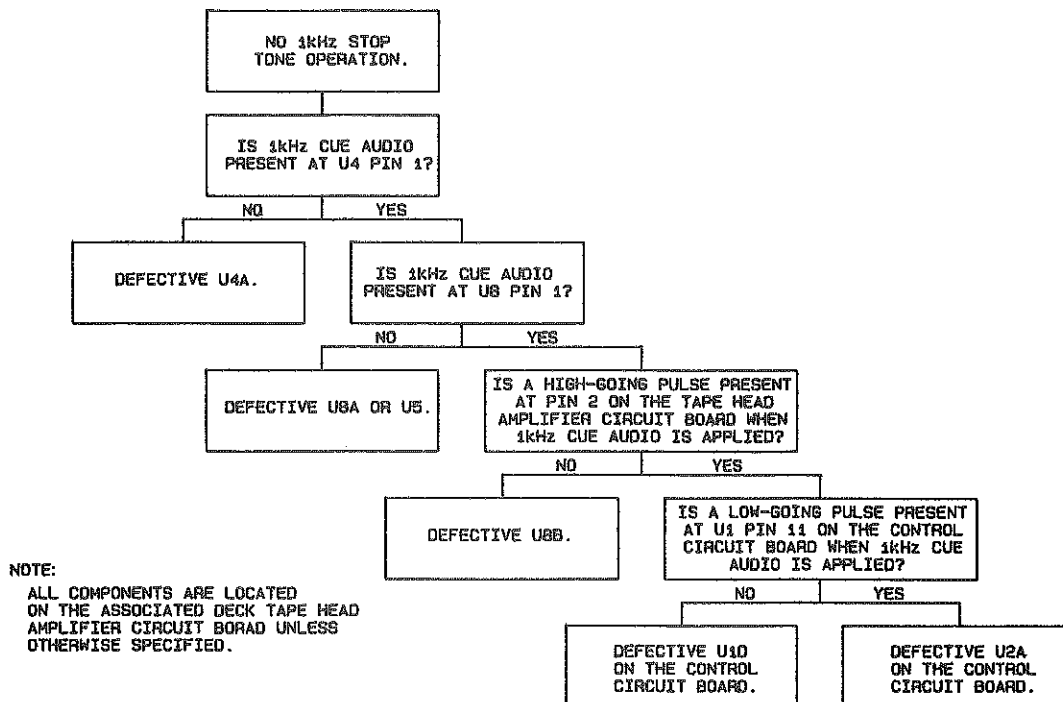 NO 1kHz STOP
TONE OPERATION.
IS 1kHz CUE AUDIO
PRESENT AT U4 PIN 1?
NO
YES
DEFECTIVE U4A.
IS 1kHz CUE AUDIO
PRESENT AT U8 PIN 1?
NO
YES
DEFECTIVE U8A OR U5.
IS A HIGH-GOING PULSE PRESENT
AT PIN 2 ON THE TAPE HEAD
AMPLIFIER CIRCUIT BOARD WHEN
1kHz CUE AUDIO IS APPLIED?
NO
YES
DEFECTIVE U8B.
IS A LOW-GOING PULSE PRESENT
AT U1 PIN 11 ON THE CONTROL
CIRCUIT BOARD WHEN 1kHz CUE
AUDIO IS APPLIED?
NO
YES
DEFECTIVE U1D
ON THE CONTROL
CIRCUIT BOARD.
DEFECTIVE U2A
ON THE CONTROL
CIRCUIT BOARD.
NOTE:
ALL COMPONENTS ARE LOCATED
ON THE ASSOCIATED DECK TAPE HEAD
AMPLIFIER CIRCUIT BORAD UNLESS
OTHERWISE SPECIFIED.